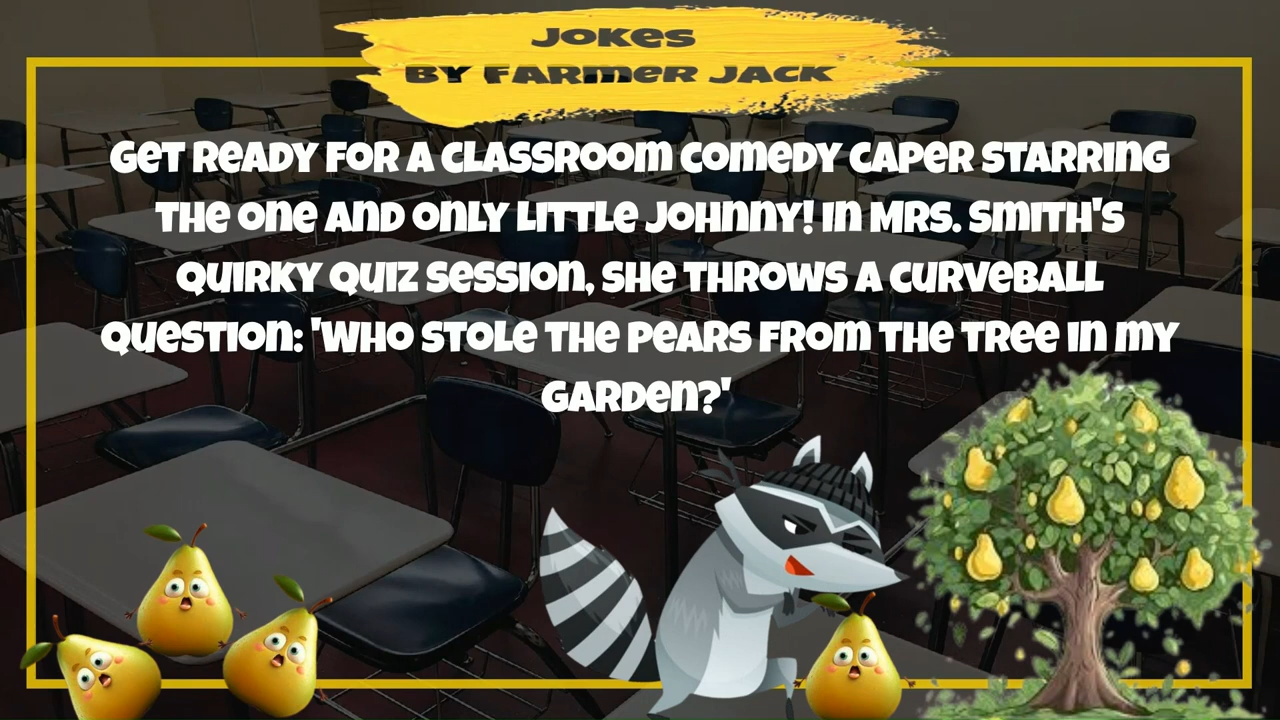 JOKES
BY FARMER JACK
GET READY FOR A CLASSROOM COMEDY CAPER STARRING
THE ONE AND ONLY LITTLE JOHNNY! IN MRS. SMITH'S
QUIRKY QUIZ SESSION, SHE THROWS A CURVEBALL
QUESTION: 'WHO STOLE THE PEARS FROM THE TREE IN MY
GARDEN?'